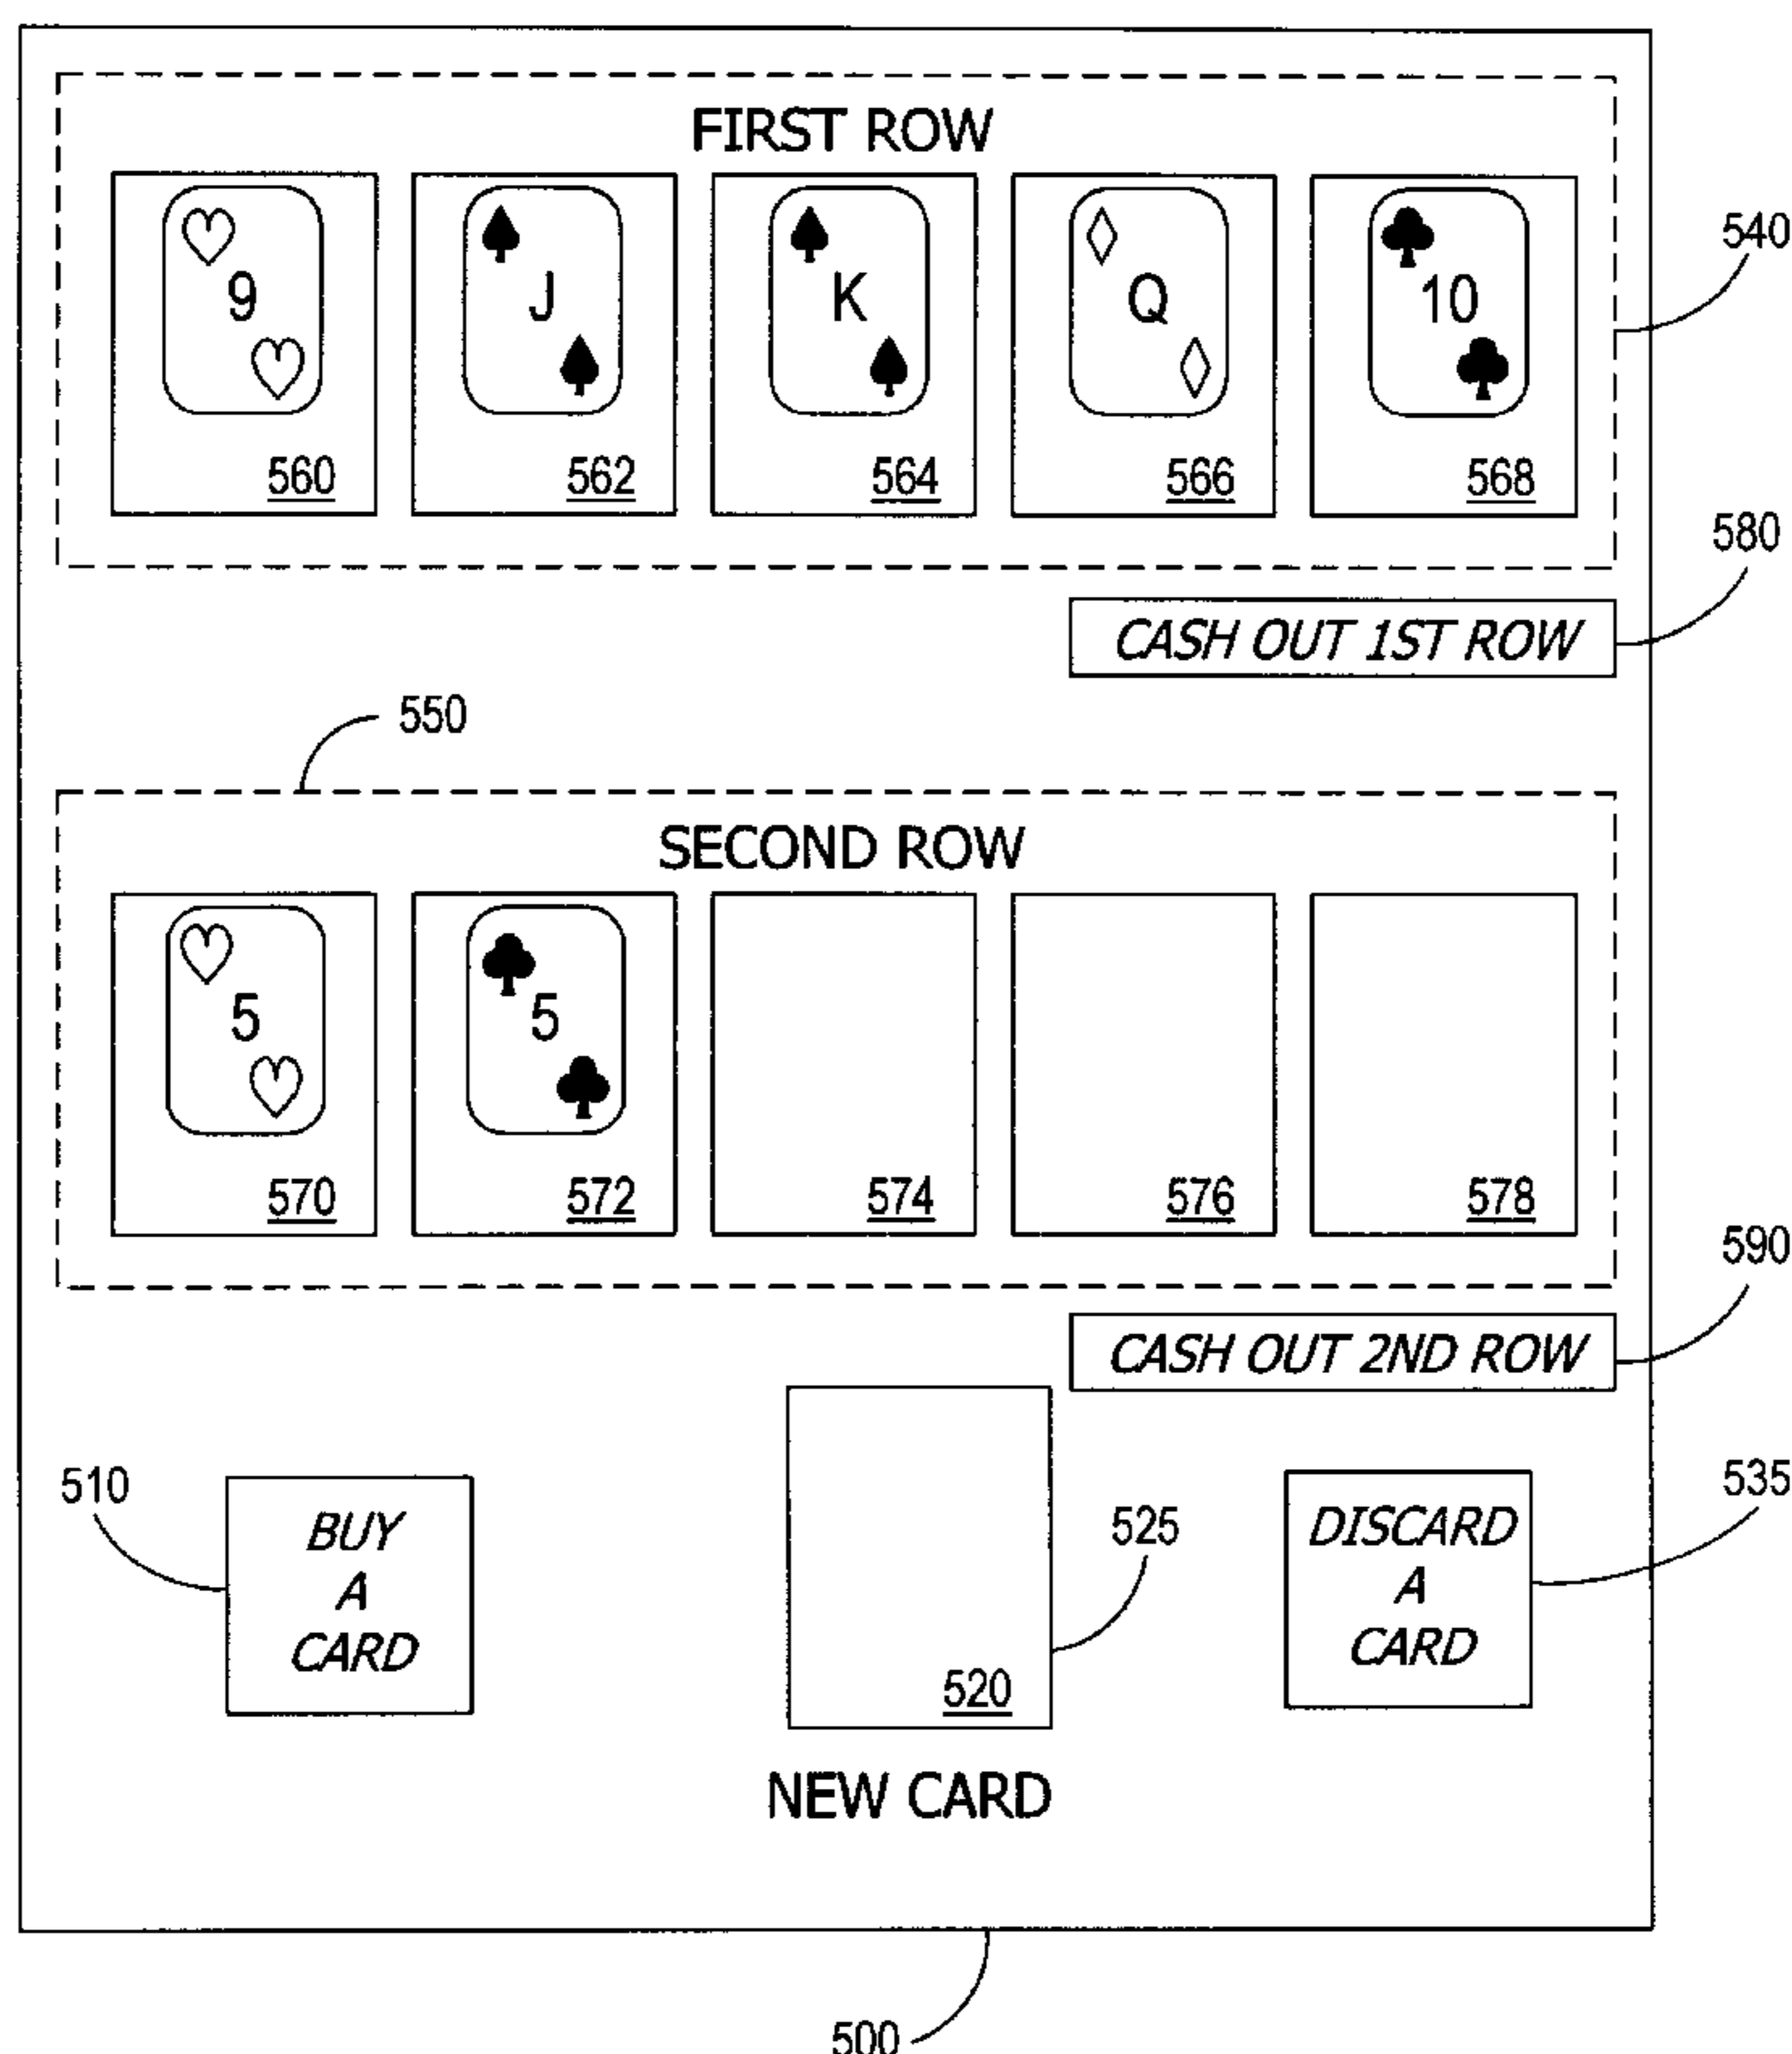 FIRST ROW
9 J K Q 10
540
560 562 564 566 568
580
CASH OUT 1ST ROW
550
SECOND ROW
5 5
570 572 574 576 578
590
CASH OUT 2ND ROW
510
BUY
A
CARD
525
520
535
DISCARD
A
CARD
NEW CARD
500